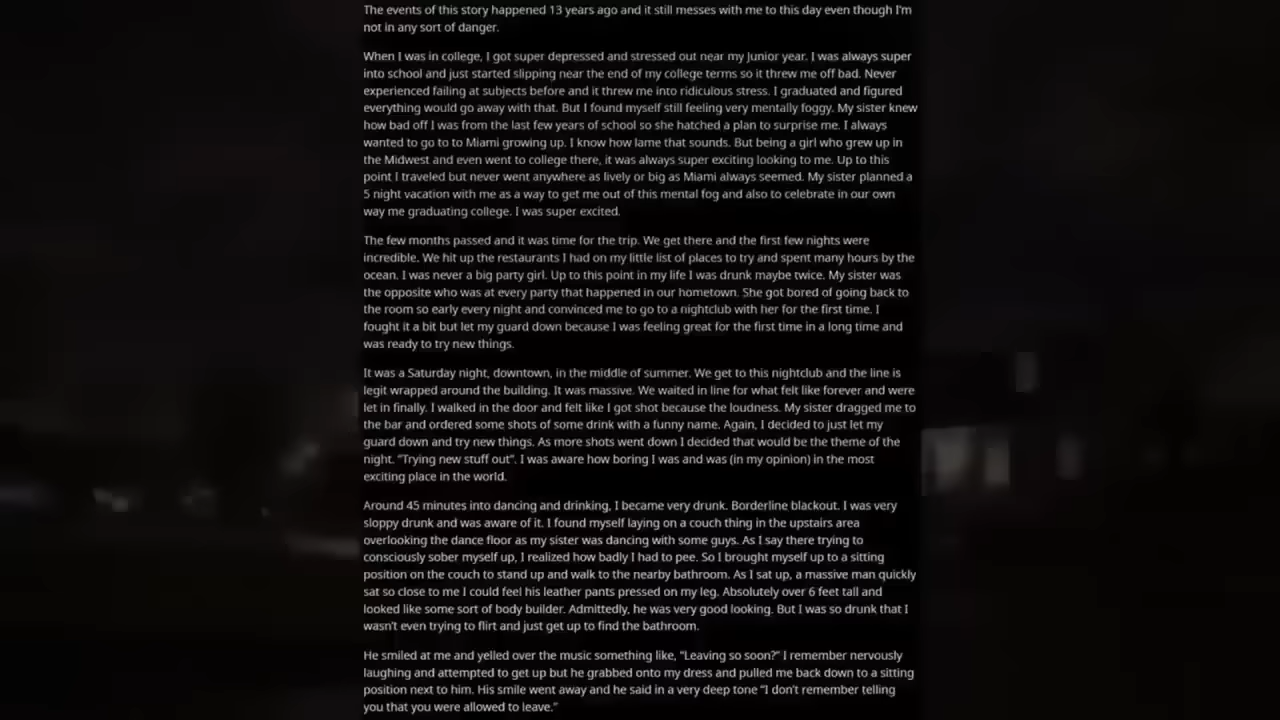 The events of this story happened 13 years ago and it still messes with me to this day even though I'm
not in any sort of danger.
When I was in college, I got super depressed and stressed out near my Junior year. I was always super
into school and just started slipping near the end of my college terms so it threw me off bad. Never
experienced failing at subjects before and it threw me into ridiculous stress. I graduated and figured
everything would go away with that. But I found myself still feeling very mentally foggy. My sister knew
how bad off I was from the last few years of school so she hatched a plan to surprise me. I always
wanted to go to to Miami growing up. I know how lame that sounds. But being a girl who grew up in
the Midwest and even went to college there, it was always super exciting looking to me. Up to this
point I traveled but never went anywhere as lively or big as Miami always seemed. My sister planned a
5 night vacation with me as a way to get me out of this mental fog and also to celebrate in our own
way me graduating college. I was super excited.
The few months passed and it was time for the trip. We get there and the first few nights were
incredible. We hit up the restaurants I had on my little list of places to try and spent many hours by the
ocean. I was never a big party girl. Up to this point in my life I was drunk maybe twice. My sister was
the opposite who was at every party that happened in our hometown. She got bored of going back to
the room so early every night and convinced me to go to a nightclub with her for the first time. I
fought it a bit but let my guard down because I was feeling great for the first time in a long time and
was ready to try new things.
It was a Saturday night, downtown, in the middle of summer. We get to this nightclub and the line is
legit wrapped around the building. It was massive. We waited in line for what felt like forever and were
let in finally. I walked in the door and felt like I got shot because the loudness. My sister dragged me to
the bar and ordered some shots of some drink with a funny name. Again, I decided to just let my
guard down and try new things. As more shots went down I decided that would be the theme of the
night. “Trying new stuff out”. I was aware how boring I was and was (in my opinion) in the most
exciting place in the world.
Around 45 minutes into dancing and drinking, I became very drunk. Borderline blackout. I was very
sloppy drunk and was aware of it. I found myself laying on a couch thing in the upstairs area
overlooking the dance floor as my sister was dancing with some guys. As I say there trying to
consciously sober myself up, I realized how badly I had to pee. So I brought myself up to a sitting
position on the couch to stand up and walk to the nearby bathroom. As I sat up, a massive man quickly
sat so close to me I could feel his leather pants pressed on my leg. Absolutely over 6 feet tall and
looked like some sort of body builder. Admittedly, he was very good looking. But I was so drunk that I
wasn't even trying to flirt and just get up to find the bathroom.
He smiled at me and yelled over the music something like, “Leaving so soon?” I remember nervously
laughing and attempted to get up but he grabbed onto my dress and pulled me back down to a sitting
position next to him. His smile went away and he said in a very deep tone “I don't remember telling
you that you were allowed to leave.”